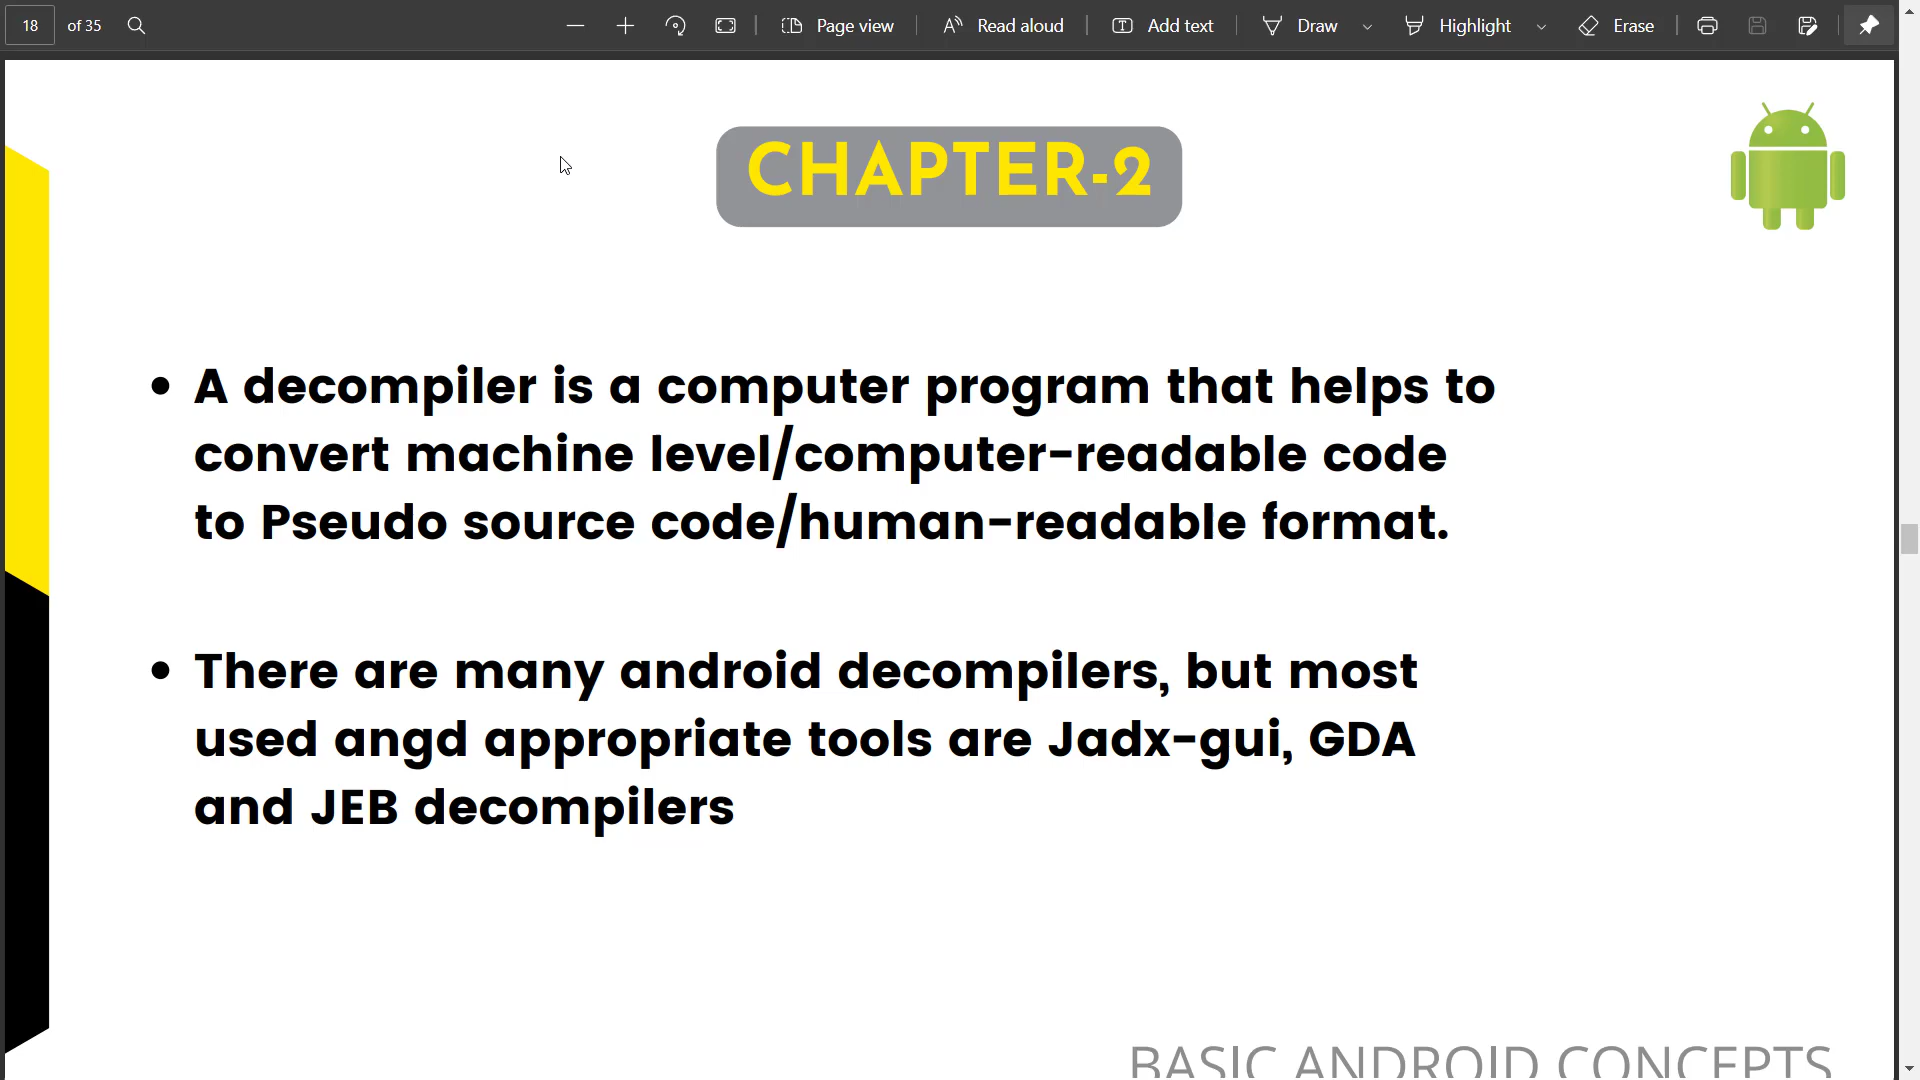 18 of 35 Page view Read aloud Add text Draw Highlight Erase
CHAPTER-2
• A decompiler is a computer program that helps to
convert machine level/computer-readable code
to Pseudo source code/human-readable format.
• There are many android decompilers, but most
used angd appropriate tools are Jadx-gui, GDA
and JEB decompilers
BASIC ANDROID CONCEPTS